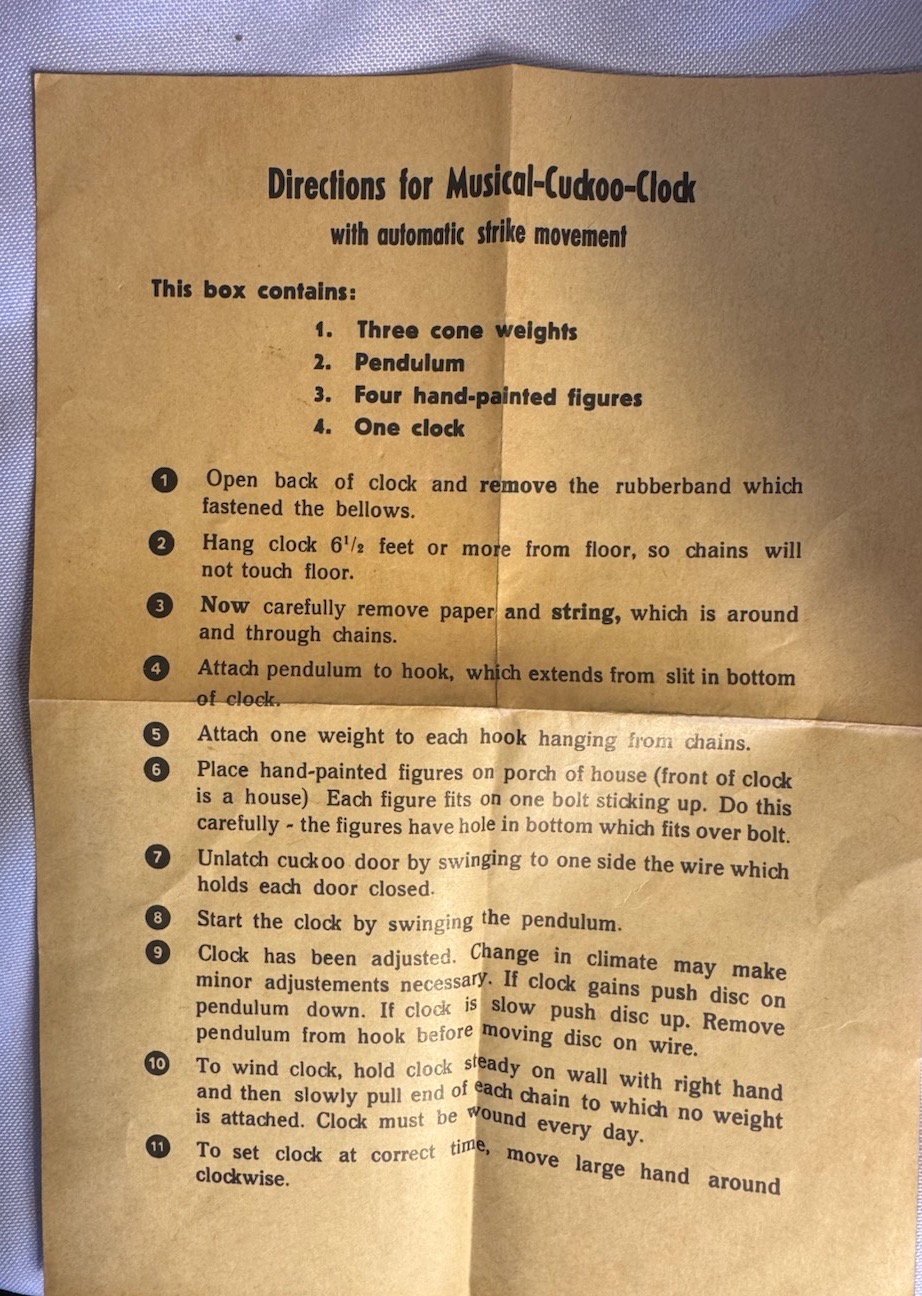 Directions for Musical-Cuckoo-Clock
with automatic strike movement
This box contains:
1. Three cone weights
2. Pendulum
3. Four hand-painted figures
4. One clock
1 Open back of clock and remove the rubberband which
fastened the bellows.
2 Hang clock 6¹/₂ feet or more from floor, so chains will
not touch floor.
3 Now carefully remove paper and string, which is around
and through chains.
4 Attach pendulum to hook, which extends from slit in bottom
of clock.
5 Attach one weight to each hook hanging from chains.
6 Place hand-painted figures on porch of house (front of clock
is a house) Each figure fits on one bolt sticking up. Do this
carefully - the figures have hole in bottom which fits over bolt.
7 Unlatch cuckoo door by swinging to one side the wire which
holds each door closed.
8 Start the clock by swinging the pendulum.
9 Clock has been adjusted. Change in climate may make
minor adjustements necessary. If clock gains push disc on
pendulum down. If clock is slow push disc up. Remove
pendulum from hook before moving disc on wire.
10 To wind clock, hold clock steady on wall with right hand
and then slowly pull end of each chain to which no weight
is attached. Clock must be wound every day.
11 To set clock at correct time, move large hand around
clockwise.